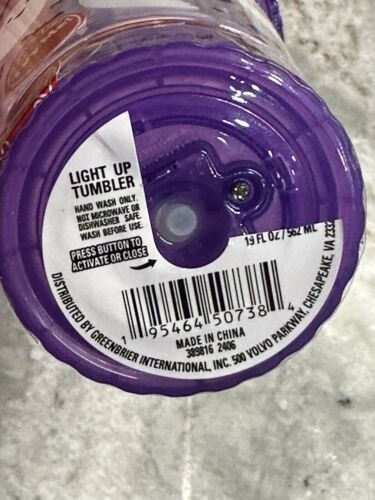 LIGHT UP
TUMBLER
HAND WASH ONLY.
NOT MICROWAVE OR
DISHWASHER SAFE.
WASH BEFORE USE.
PRESS BUTTON TO
ACTIVATE OR CLOSE
19 FL OZ / 562 ML
1 95464 50738 4
MADE IN CHINA
389816 2406
DISTRIBUTED BY GREENBRIER INTERNATIONAL, INC. 500 VOLVO PARKWAY, CHESAPEAKE, VA 2332